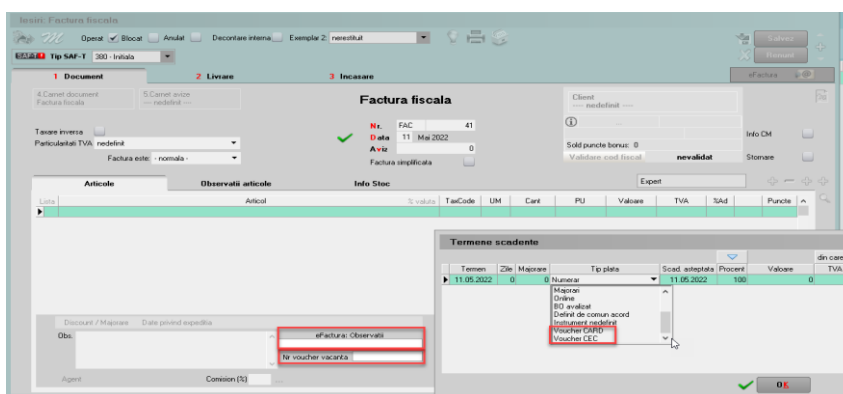 Iesiri: Factura fiscala
Operat Blocat Anulat Decontare interna Exemplar 2: nerestituit Salvez
Tip SAF-T 380 - Initiala Renunt
1 Document 2 Livrare 3 Incasare eFactura
4.Carnet document 5.Carnet avize Factura fiscala Client
Factura fiscala --- nedefinit --- --- nedefinit ---
Nr. FAC 41
Taxare inversa Data 11 Mai 2022 Info CM
Particularitati TVA: nedefinit Aviz 0 Sold puncte bonus: 0
Factura este: - normala - Factura simplificata Validare cod fiscal nevalidat Stornare
Expert
Articole Observatii articole Info Stoc
Lista Articol % valuta TaxCode UM Cant PU Valoare TVA %Ad Puncte
Termene scadente
din care
Termen Zile Majorare Tip plata Scad. asteptata Procent Valoare TVA
11.05.2022 0 0 Numerar 11.05.2022 100 0
Majorari
Online
BO avalizat
Definit de comun acord
Instrument nedefinit
Voucher CARD
Voucher CEC
Discount / Majorare Date privind expeditia
Obs. eFactura: Observatii
Nr voucher vacanta
Agent Comision (%) ...
OK